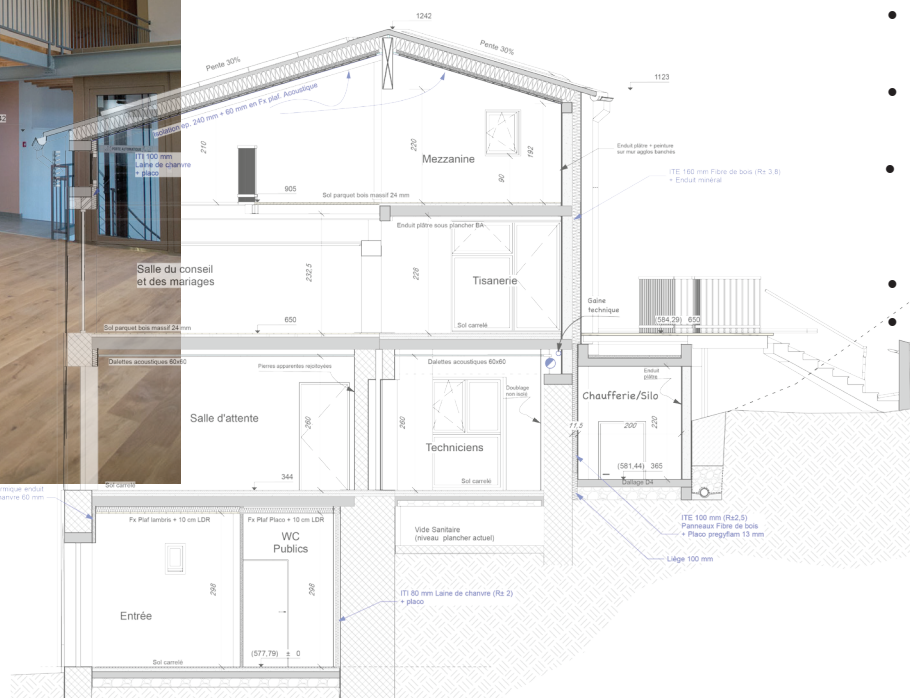 1242
Pente 30%
Pente 30%
1123
Isolation ep. 240 mm + 60 mm en Fx plaf. Acoustique
ITI 100 mm
Laine de chanvre
+ placo
210
220
192
90
Mezzanine
Enduit plâtre + peinture
sur mur agglos banchés
ITE 160 mm Fibre de bois (R± 3.8)
+ Enduit minéral
905
Sol parquet bois massif 24 mm
Enduit plâtre sous plancher BA
Salle du conseil
et des mariages
232,5
226
Tisanerie
Gaine
technique
650
Sol parquet bois massif 24 mm
Sol carrelé
(584,29) 650
Dalettes acoustiques 60x60
Pierres apparentes rejoitoyées
Dalettes acoustiques 60x60
Doublage
non isolé
Enduit
plâtre
Chaufferie/Silo
Salle d'attente
260
260
Techniciens
11,5
200
220
344
Sol carrelé
Sol carrelé
(581,44) 365
Dallage D4
rmique enduit
hanvre 60 mm
Fx Plaf lambris + 10 cm LDR
Fx Plaf Placo + 10 cm LDR
WC
Publics
Vide Sanitaire
(niveau plancher actuel)
ITE 100 mm (R±2,5)
Panneaux Fibre de bois
+ Placo pregyflam 13 mm
Liège 100 mm
298
298
ITI 80 mm Laine de chanvre (R± 2)
+ placo
Entrée
(577,79) ± 0
Sol carrelé